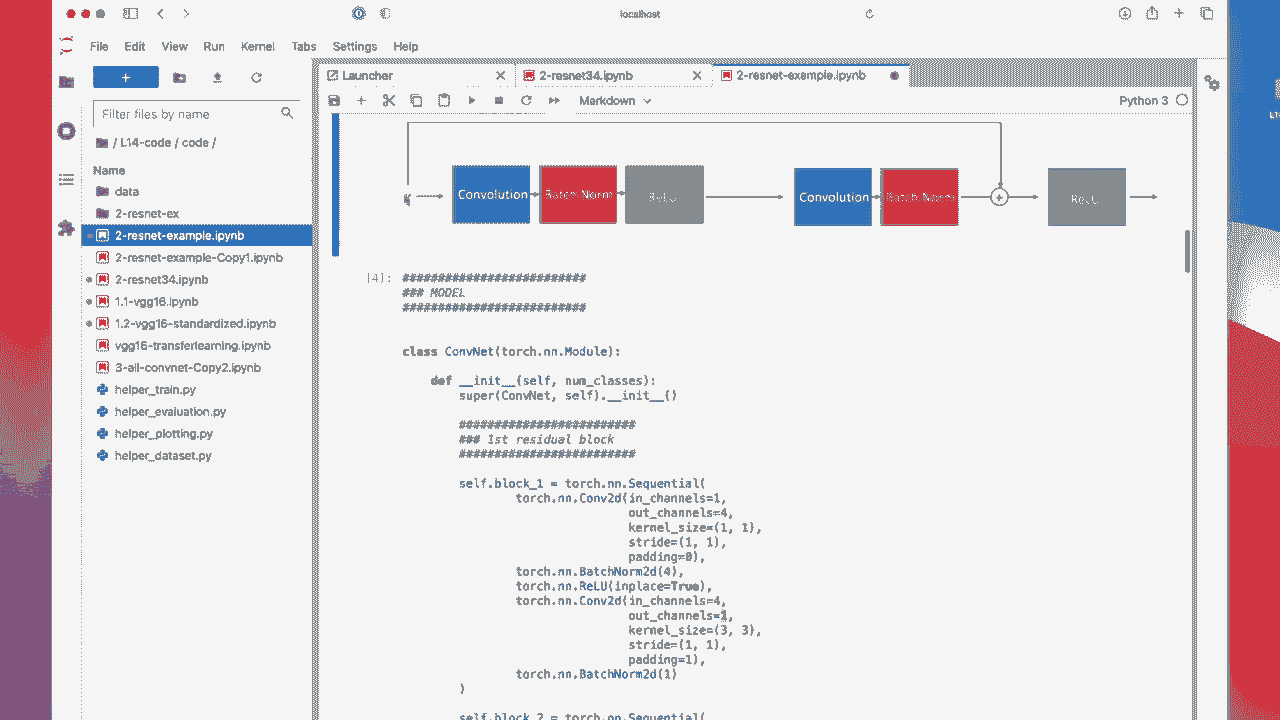 localhost
File Edit View Run Kernel Tabs Settings Help
+
Filter files by name
/ L14-code / code /
Name
data
2-resnet-ex
2-resnet-example.ipynb
2-resnet-example-Copy1.ipynb
2-resnet34.ipynb
1.1-vgg16.ipynb
1.2-vgg16-standardized.ipynb
vgg16-transferlearning.ipynb
3-all-convnet-Copy2.ipynb
helper_train.py
helper_evaluation.py
helper_plotting.py
helper_dataset.py
Launcher
2-resnet34.ipynb
2-resnet-example.ipynb
Markdown
Python 3
Convolution Batch Norm ReLU Convolution Batch Norm + ReLU
[4]: ##########################
### MODEL
##########################
class ConvNet(torch.nn.Module):
def __init__(self, num_classes):
super(ConvNet, self).__init__()
#########################
### 1st residual block
#########################
self.block_1 = torch.nn.Sequential(
torch.nn.Conv2d(in_channels=1,
out_channels=4,
kernel_size=(1, 1),
stride=(1, 1),
padding=0),
torch.nn.BatchNorm2d(4),
torch.nn.ReLU(inplace=True),
torch.nn.Conv2d(in_channels=4,
out_channels=1,
kernel_size=(3, 3),
stride=(1, 1),
padding=1),
torch.nn.BatchNorm2d(1)
)
self.block_2 = torch.nn.Sequential(